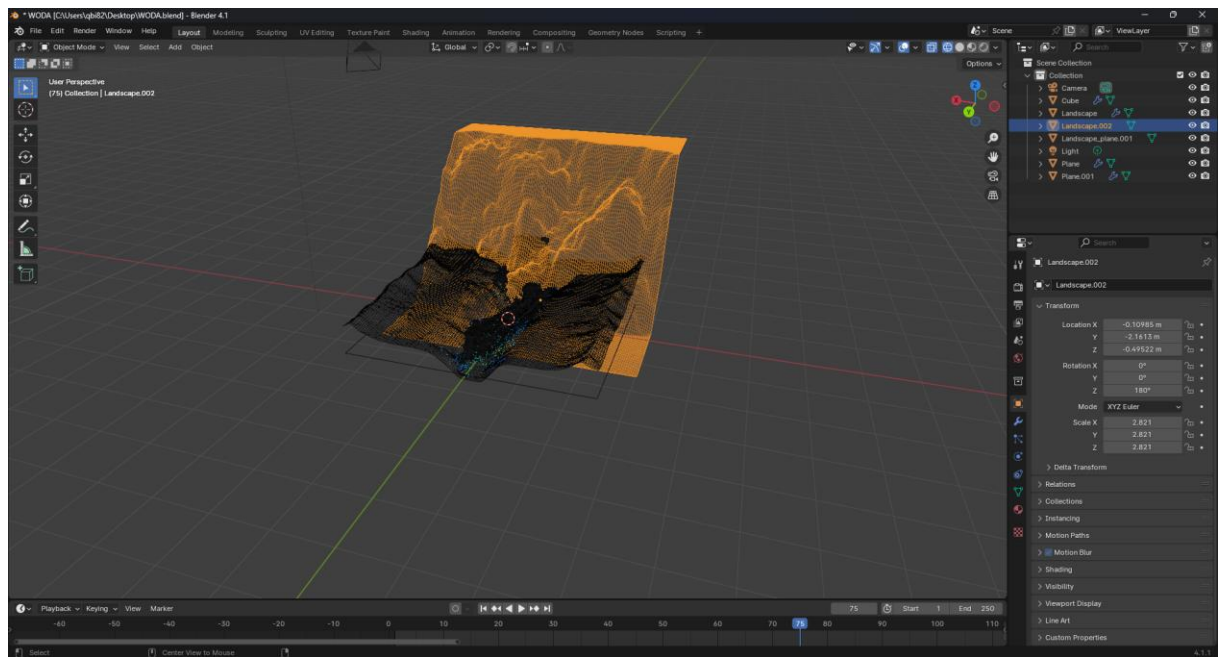 * WODA [C:\Users\qbi82\Desktop\WODA.blend] - Blender 4.1
File Edit Render Window Help Layout Modeling Sculpting UV Editing Texture Paint Shading Animation Rendering Compositing Geometry Nodes Scripting + Scene ViewLayer
Object Mode View Select Add Object Global Search
Options
User Perspective
(75) Collection | Landscape.002
X
Y
Z
Scene Collection
Collection
Camera
Cube
Landscape
Landscape.002
Landscape_plane.001
Light
Plane
Plane.001
Search
Landscape.002
Landscape.002
Transform
Location X -0.10985 m
Y -2.1613 m
Z -0.49522 m
Rotation X 0°
Y 0°
Z 180°
Mode XYZ Euler
Scale X 2.821
Y 2.821
Z 2.821
Delta Transform
Relations
Collections
Instancing
Motion Paths
Motion Blur
Shading
Visibility
Viewport Display
Line Art
Custom Properties
Playback Keying View Marker 75 Start 1 End 250
-60 -50 -40 -30 -20 -10 0 10 20 30 40 50 60 70 75 80 90 100 110
Select Center View to Mouse 4.1.1